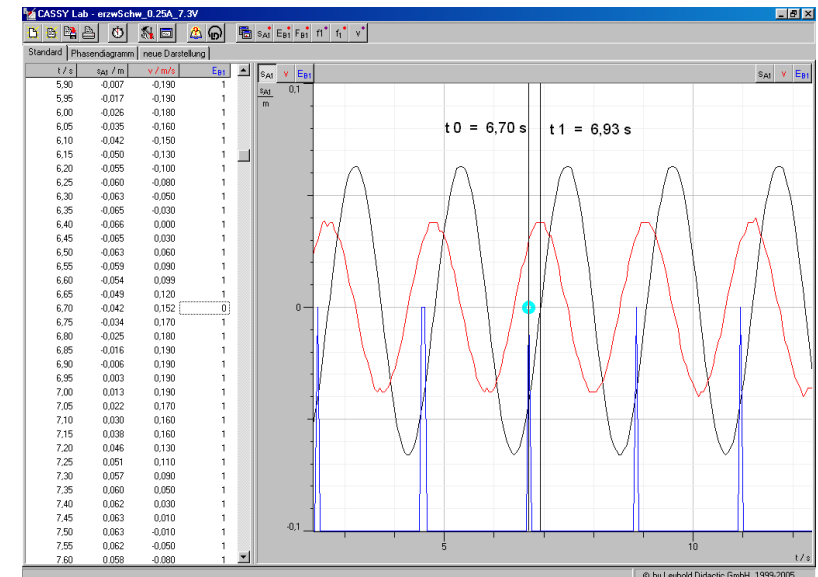 CASSY Lab - erzwSchw_0.25A_7.3V
sA1 EB1 FB1 f1 f1 v
Standard Phasendiagramm neue Darstellung
t / s sA1 / m v / m/s EB1
5,90 -0,007 -0,190 1
5,95 -0,017 -0,190 1
6,00 -0,026 -0,180 1
6,05 -0,035 -0,160 1
6,10 -0,042 -0,150 1
6,15 -0,050 -0,130 1
6,20 -0,055 -0,100 1
6,25 -0,060 -0,080 1
6,30 -0,063 -0,050 1
6,35 -0,065 -0,030 1
6,40 -0,066 0,000 1
6,45 -0,065 0,030 1
6,50 -0,063 0,060 1
6,55 -0,059 0,090 1
6,60 -0,054 0,099 1
6,65 -0,049 0,120 1
6,70 -0,042 0,152 0
6,75 -0,034 0,170 1
6,80 -0,025 0,180 1
6,85 -0,016 0,190 1
6,90 -0,006 0,190 1
6,95 0,003 0,190 1
7,00 0,013 0,190 1
7,05 0,022 0,170 1
7,10 0,030 0,160 1
7,15 0,038 0,160 1
7,20 0,046 0,130 1
7,25 0,051 0,110 1
7,30 0,057 0,090 1
7,35 0,060 0,050 1
7,40 0,062 0,030 1
7,45 0,063 0,010 1
7,50 0,063 -0,010 1
7,55 0,062 -0,050 1
7,60 0,058 -0,080 1
sA1 v EB1
sA1 v EB1
sA1
m
0,1
t 0 = 6,70 s
t 1 = 6,93 s
0
-0,1
5
10
t / s
© by Leybold Didactic GmbH, 1999-2005